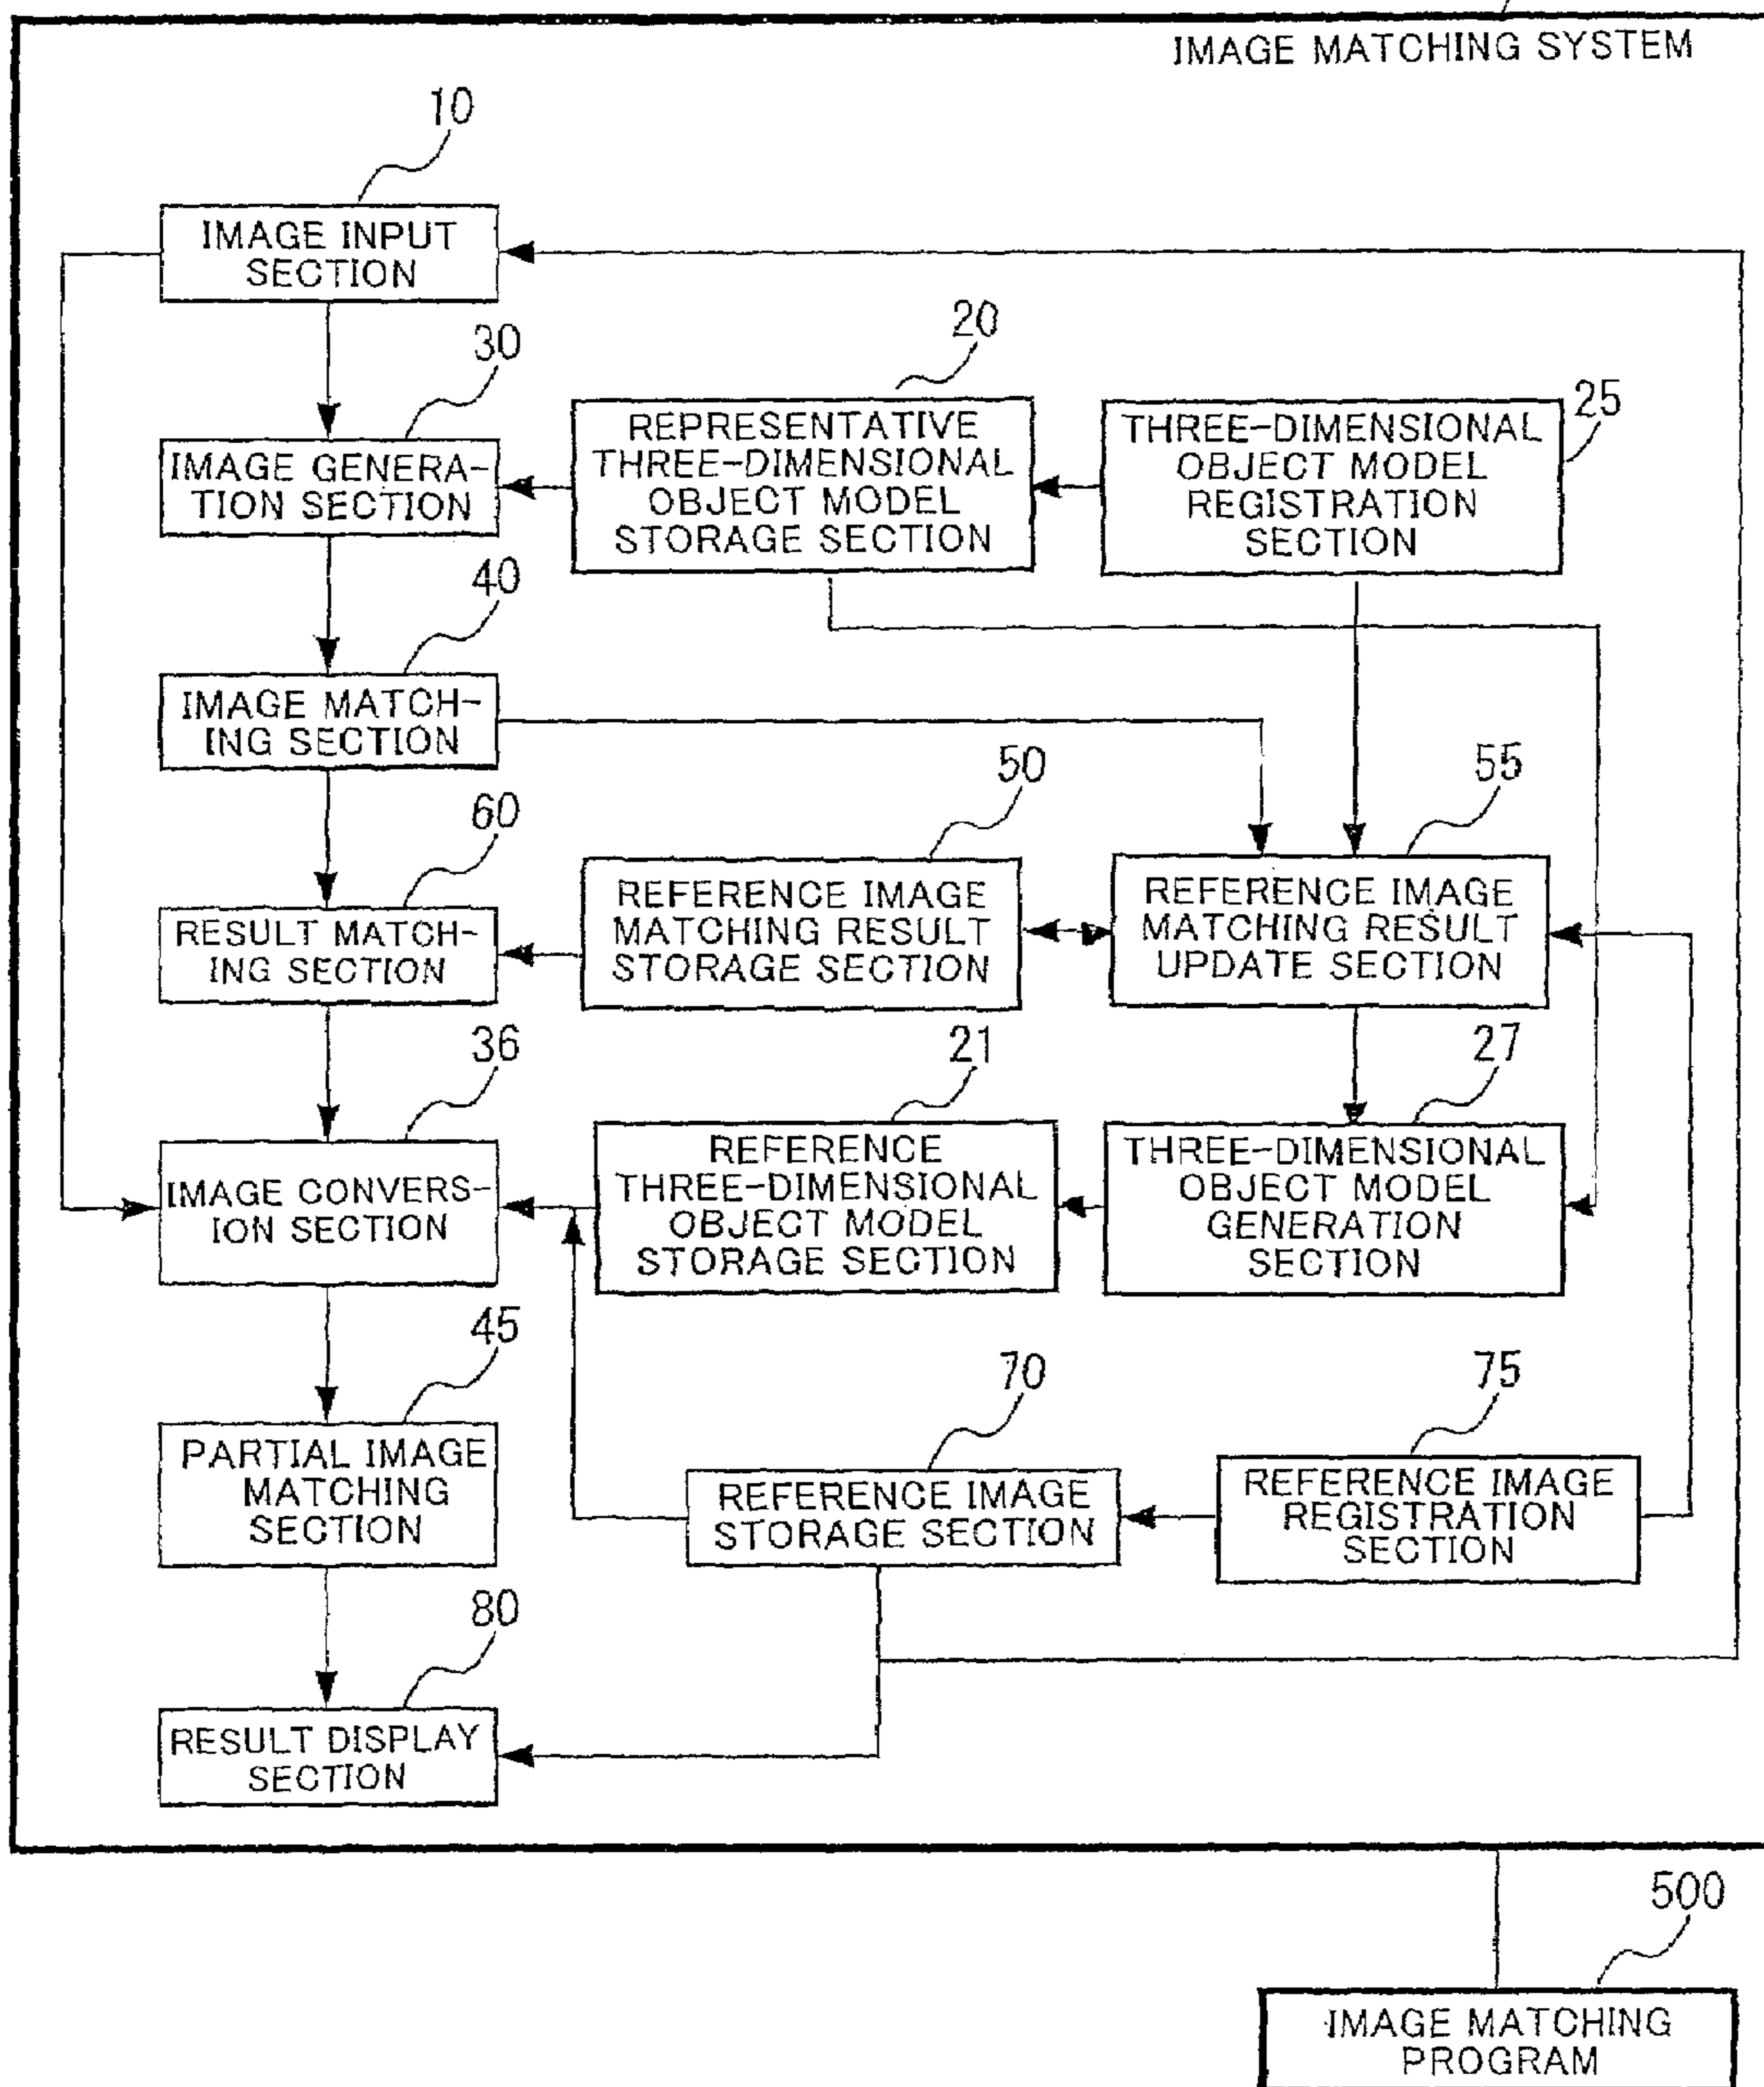 IMAGE MATCHING SYSTEM
10
IMAGE INPUT
SECTION
20
30
25
REPRESENTATIVE
THREE-DIMENSIONAL
OBJECT MODEL
STORAGE SECTION
THREE-DIMENSIONAL
OBJECT MODEL
REGISTRATION
SECTION
IMAGE GENERA-
TION SECTION
40
IMAGE MATCH-
ING SECTION
50
55
60
REFERENCE IMAGE
MATCHING RESULT
STORAGE SECTION
REFERENCE IMAGE
MATCHING RESULT
UPDATE SECTION
RESULT MATCH-
ING SECTION
36
21
27
IMAGE CONVERS-
ION SECTION
REFERENCE
THREE-DIMENSIONAL
OBJECT MODEL
STORAGE SECTION
THREE-DIMENSIONAL
OBJECT MODEL
GENERATION
SECTION
45
70
75
PARTIAL IMAGE
MATCHING
SECTION
REFERENCE IMAGE
STORAGE SECTION
REFERENCE IMAGE
REGISTRATION
SECTION
80
RESULT DISPLAY
SECTION
500
IMAGE MATCHING
PROGRAM